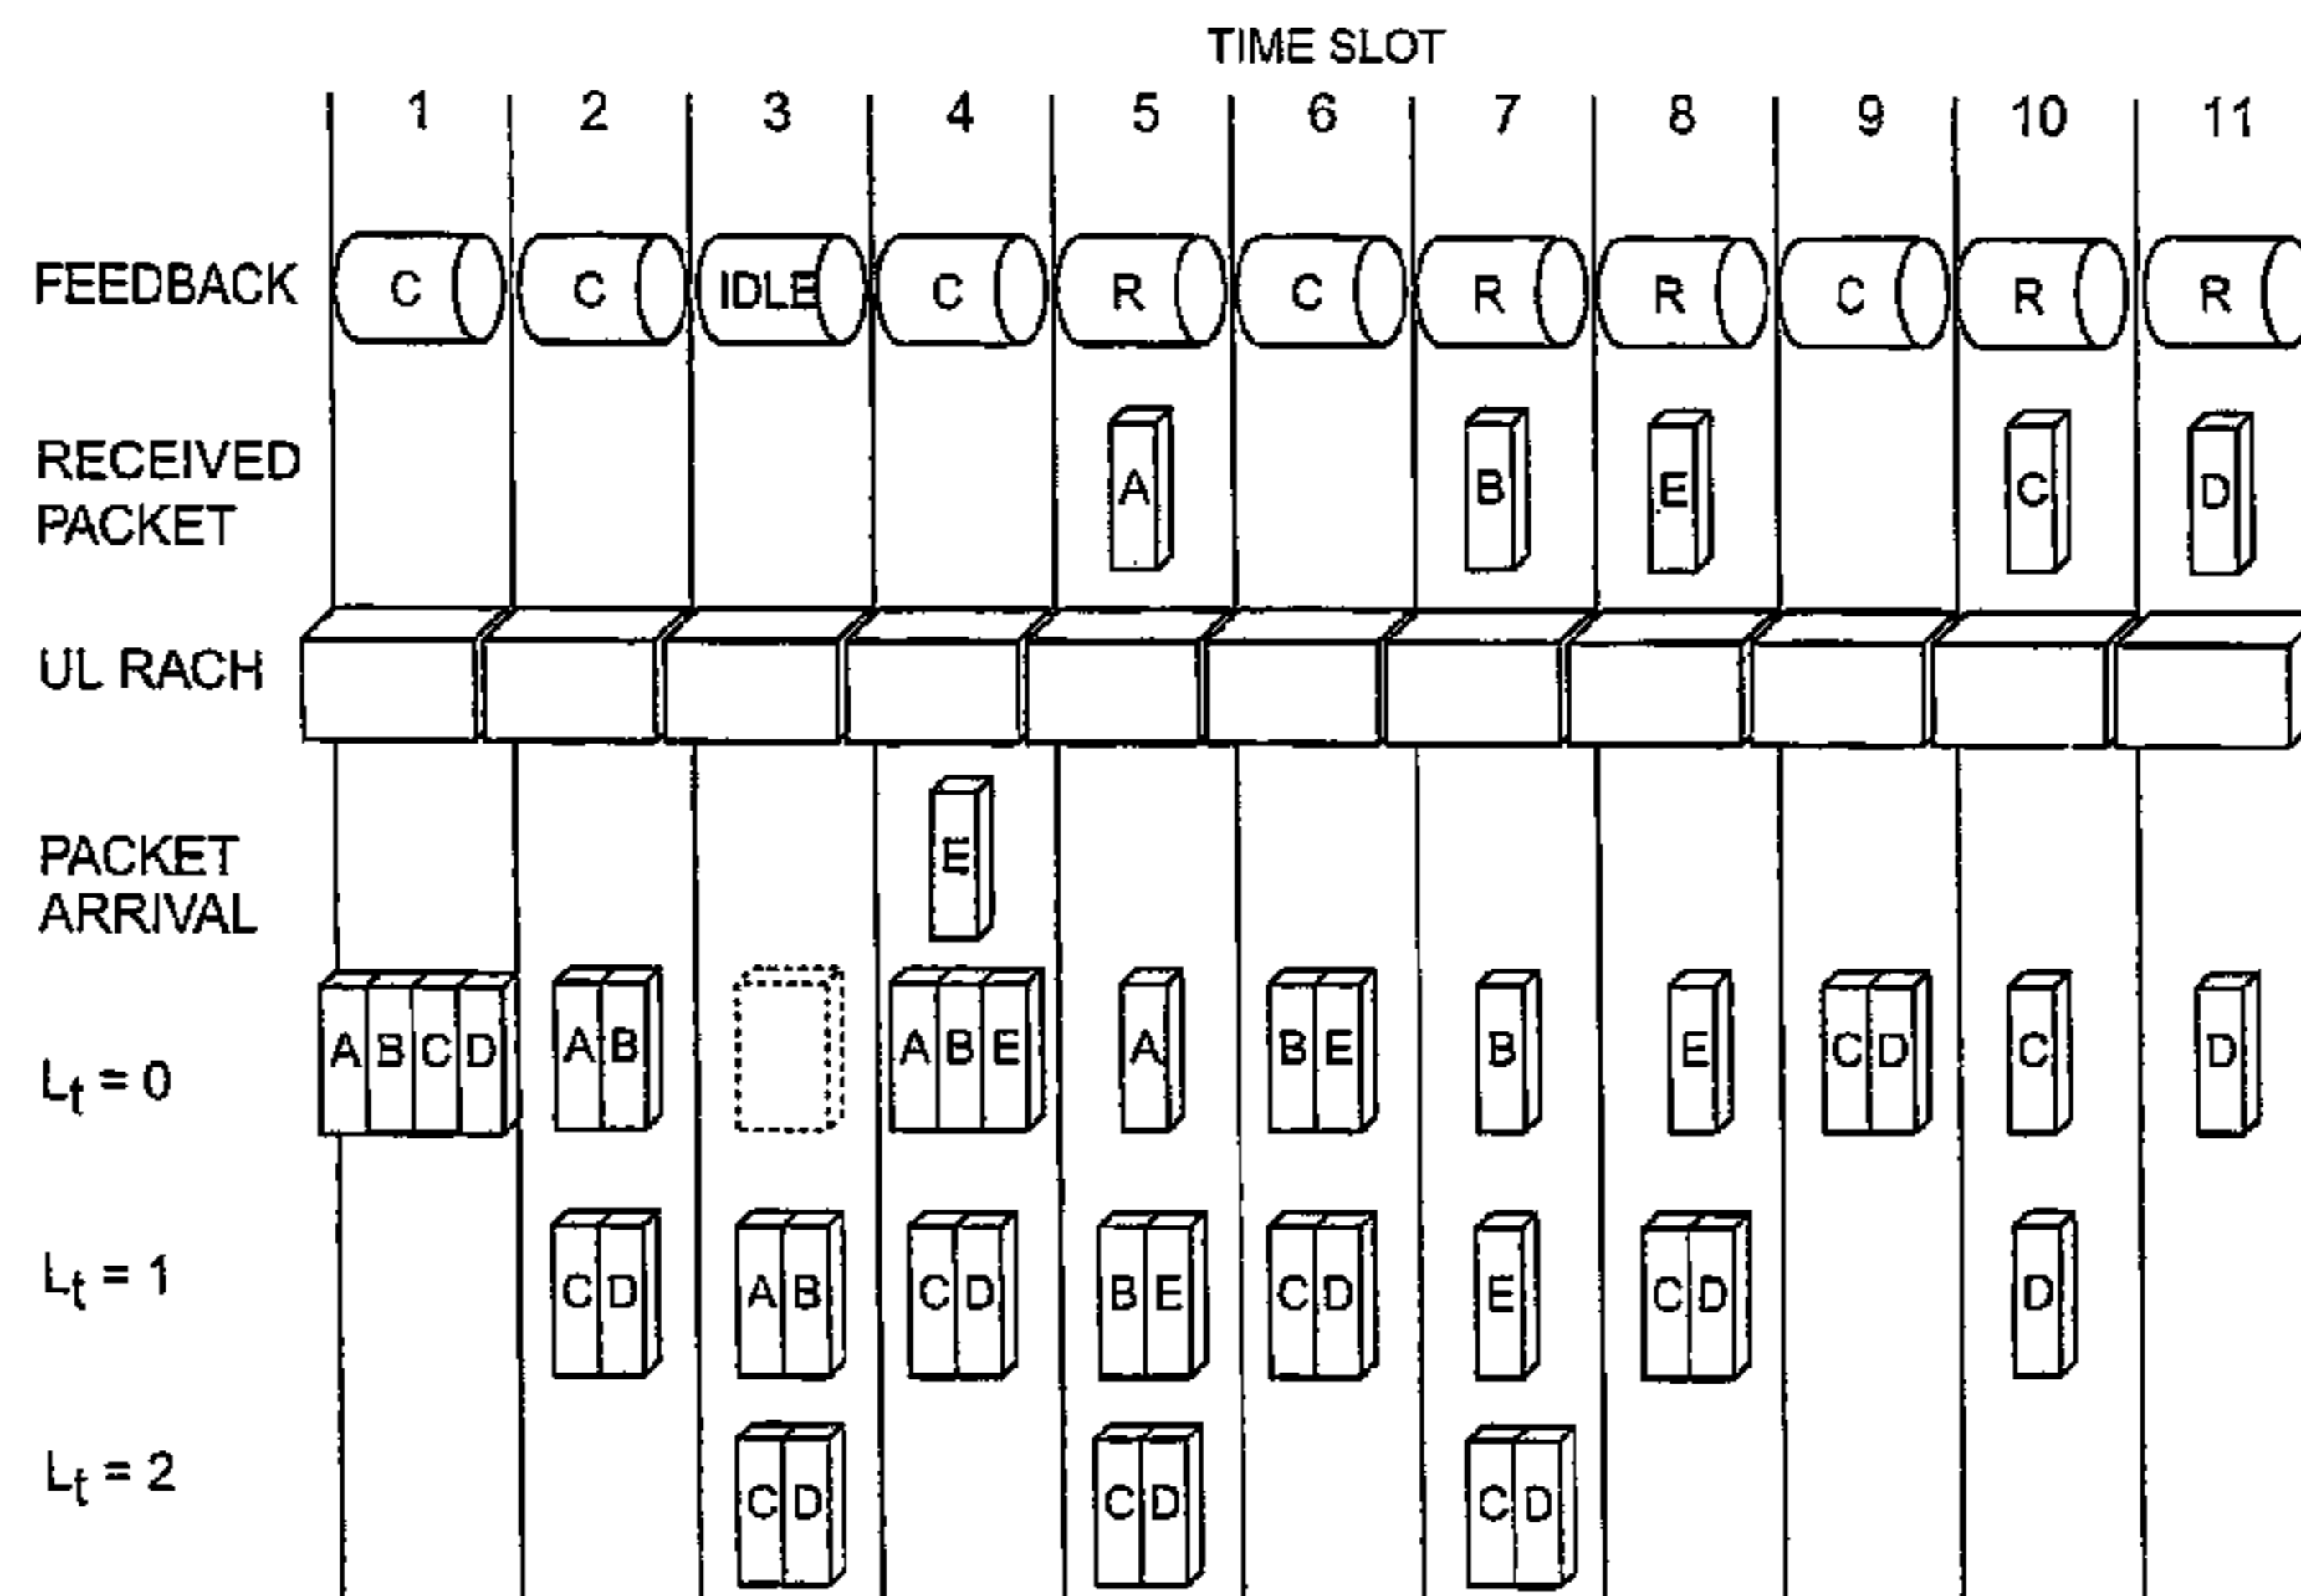 TIME SLOT
1 2 3 4 5 6 7 8 9 10 11
FEEDBACK C C IDLE C R C R R C R R
RECEIVED
PACKET
A B E C D
UL RACH
PACKET
ARRIVAL
E
Lt = 0 A B C D A B A B E A B E B E C D C D
Lt = 1 C D A B C D B E C D E C D D
Lt = 2 C D C D C D